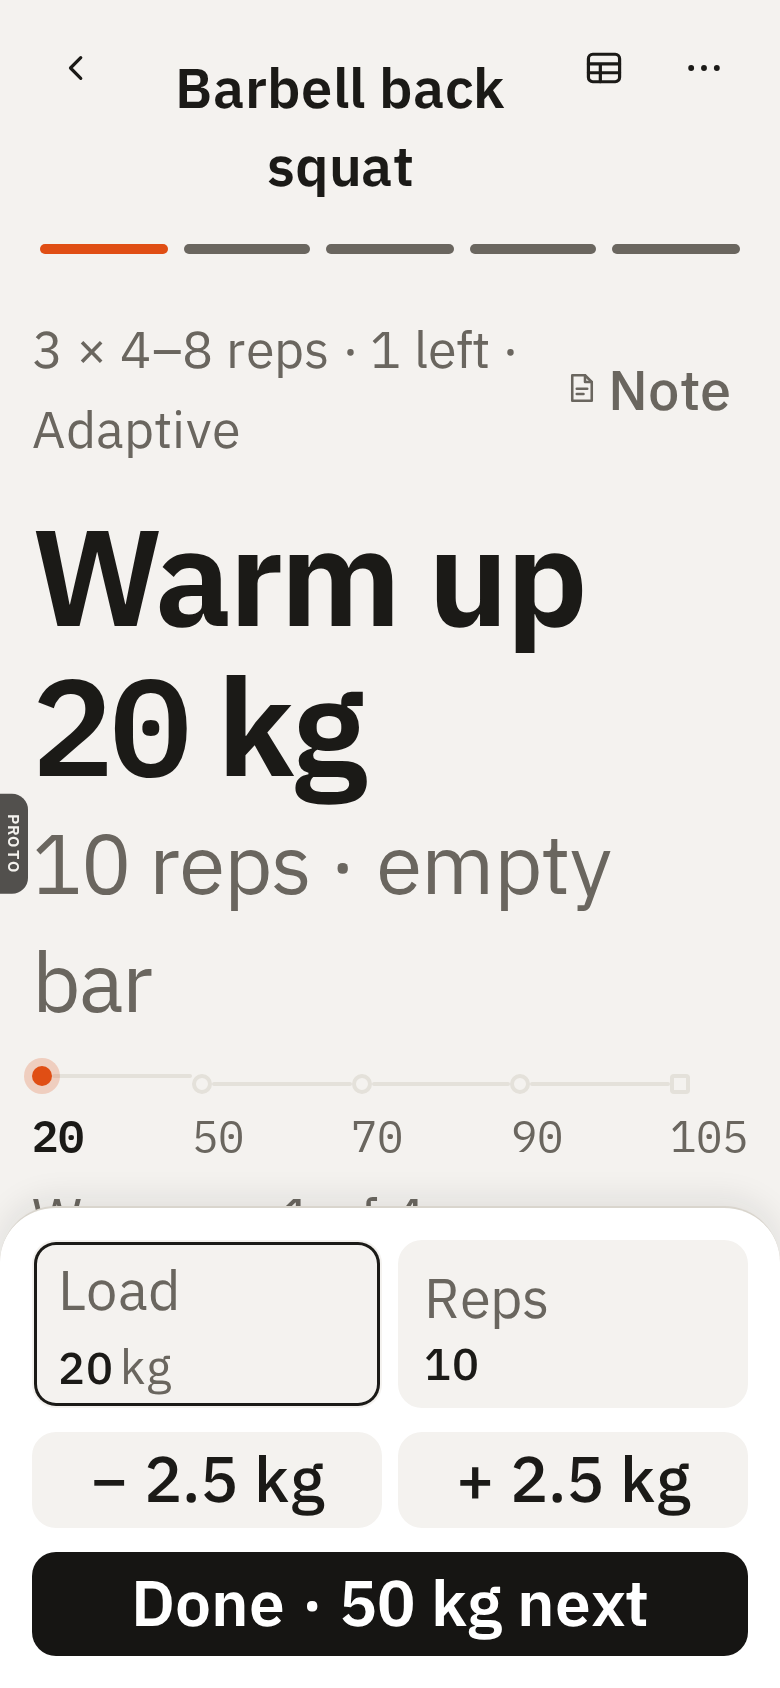 Barbell back
squat
3 × 4–8 reps · 1 left ·
Adaptive
Note
Warm up
20 kg
10 reps · empty
bar
PROTO
20 50 70 90 105
Load
20 kg
Reps
10
− 2.5 kg
+ 2.5 kg
Done · 50 kg next